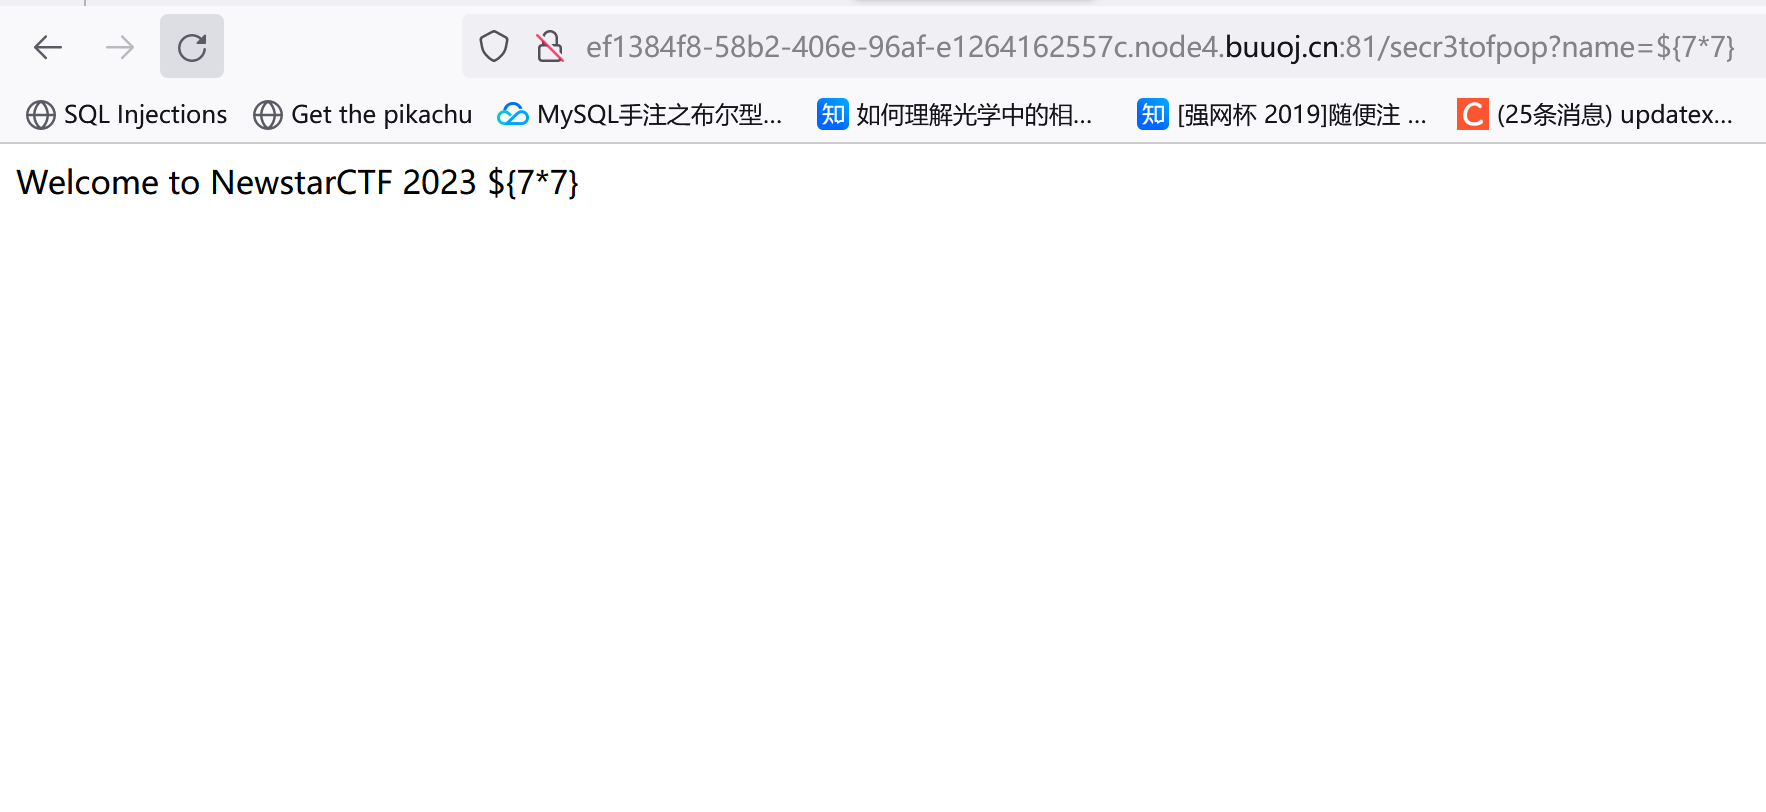 ef1384f8-58b2-406e-96af-e1264162557c.node4.buuoj.cn:81/secr3tofpop?name=${7*7}
SQL Injections Get the pikachu MySQL手注之布尔型... 知 如何理解光学中的相... 知 [强网杯 2019]随便注 ... C (25条消息) updatex...
Welcome to NewstarCTF 2023 ${7*7}